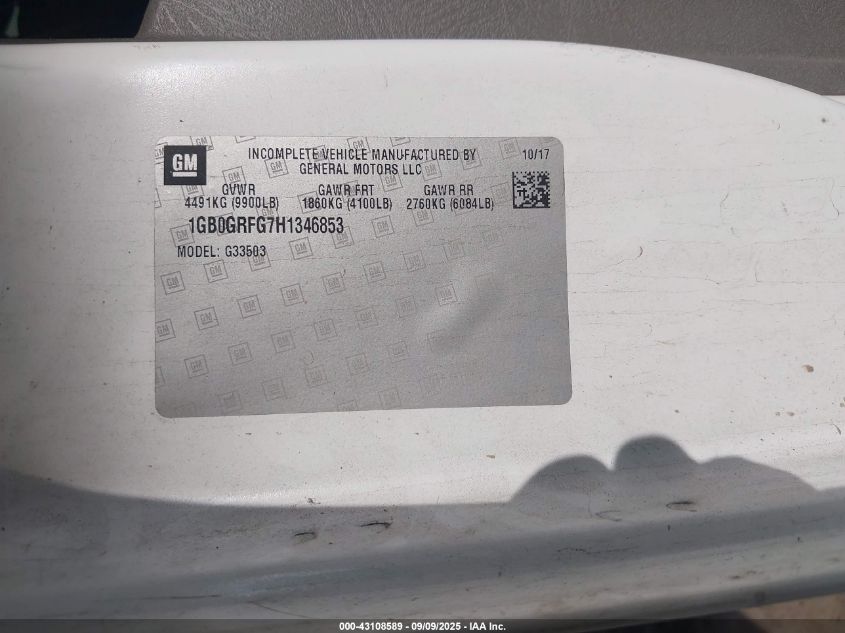 GM
INCOMPLETE VEHICLE MANUFACTURED BY
GENERAL MOTORS LLC
10/17
GVWR GAWR FRT GAWR RR
4491KG (9900LB) 1860KG (4100LB) 2760KG (6084LB)
1GB0GRFG7H1346853
MODEL: G33503
000-43108589 - 09/09/2025 - IAA Inc.